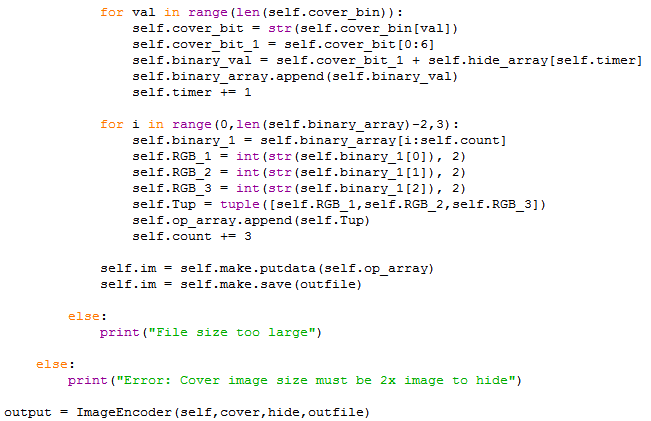 for val in range(len(self.cover_bin)):
self.cover_bit = str(self.cover_bin[val])
self.cover_bit_1 = self.cover_bit[0:6]
self.binary_val = self.cover_bit_1 + self.hide_array[self.timer]
self.binary_array.append(self.binary_val)
self.timer += 1
for i in range(0,len(self.binary_array)-2,3):
self.binary_1 = self.binary_array[i:self.count]
self.RGB_1 = int(str(self.binary_1[0]), 2)
self.RGB_2 = int(str(self.binary_1[1]), 2)
self.RGB_3 = int(str(self.binary_1[2]), 2)
self.Tup = tuple([self.RGB_1,self.RGB_2,self.RGB_3])
self.op_array.append(self.Tup)
self.count += 3
self.im = self.make.putdata(self.op_array)
self.im = self.make.save(outfile)
else:
print("File size too large")
else:
print("Error: Cover image size must be 2x image to hide")
output = ImageEncoder(self,cover,hide,outfile)